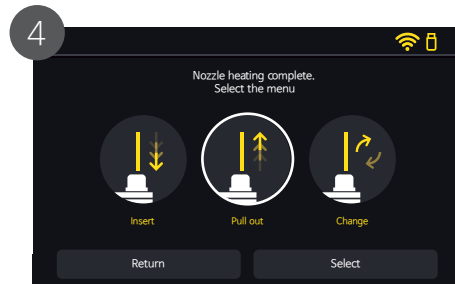 4
Nozzle heating complete.
Select the menu
Insert
Pull out
Change
Return
Select